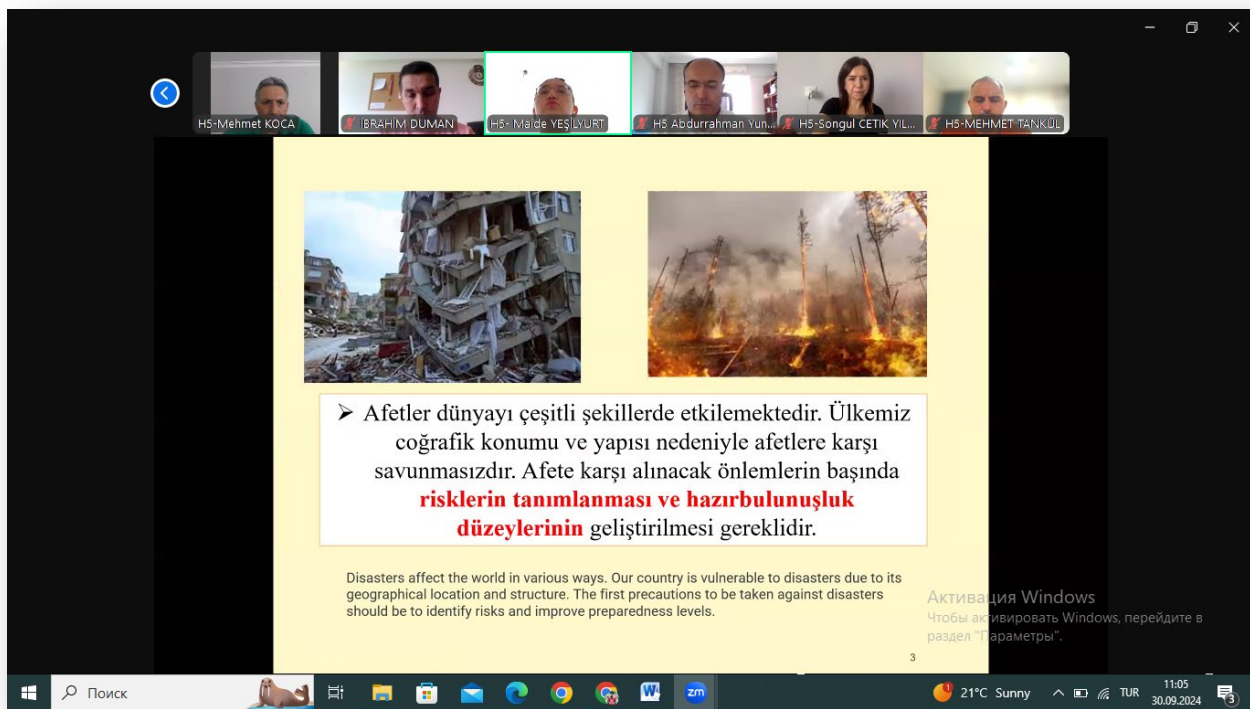 H5-Mehmet KOCA
İBRAHİM DUMAN
H5- Maide YEŞİLYURT
H5 Abdurrahman Yun...
H5-Songul CETIK YIL...
H5-MEHMET TANKÜL
➢ Afetler dünyayı çeşitli şekillerde etkilemektedir. Ülkemiz
coğrafik konumu ve yapısı nedeniyle afetlere karşı
savunmasızdır. Afete karşı alınacak önlemlerin başında
risklerin tanımlanması ve hazırbulunuşluk
düzeylerinin geliştirilmesi gereklidir.
Disasters affect the world in various ways. Our country is vulnerable to disasters due to its
geographical location and structure. The first precautions to be taken against disasters
should be to identify risks and improve preparedness levels.
3
Активация Windows
Чтобы активировать Windows, перейдите в
раздел "Параметры".
Поиск
W
zm
1
21°C Sunny
TUR
11:05
30.09.2024
3